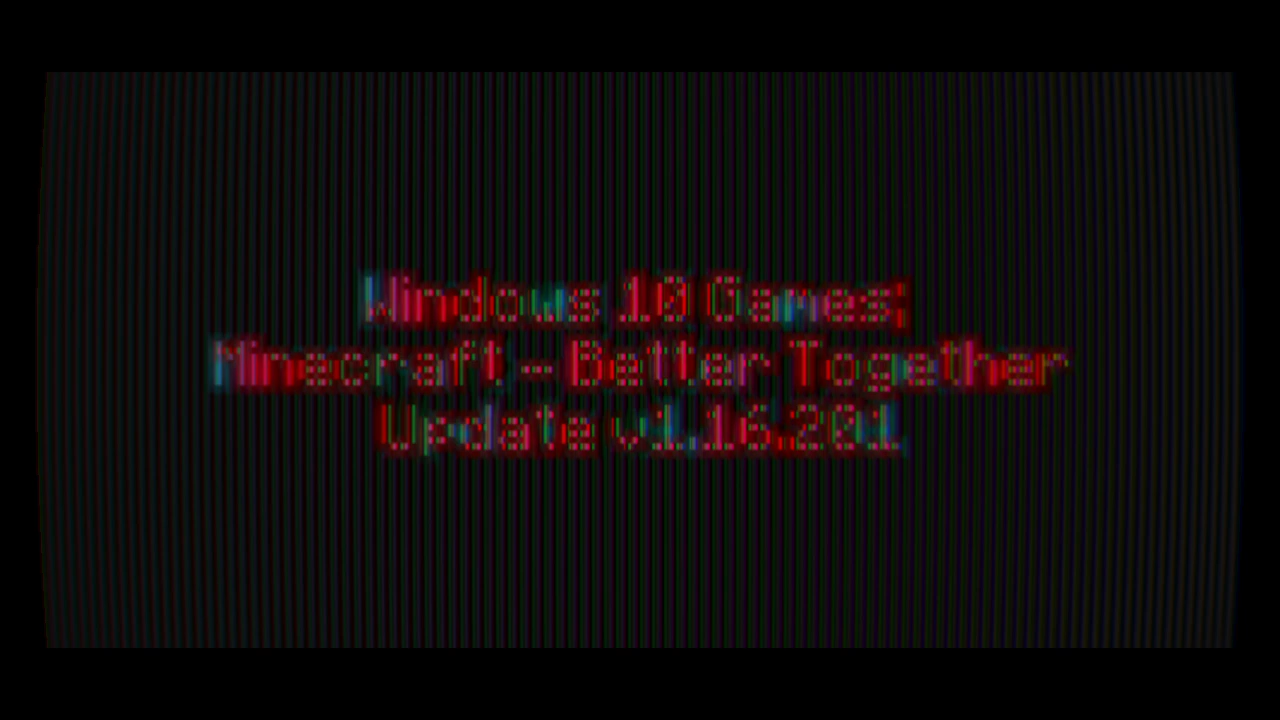 Windows 10 Games;
Minecraft - Better Together
Update v1.16.201